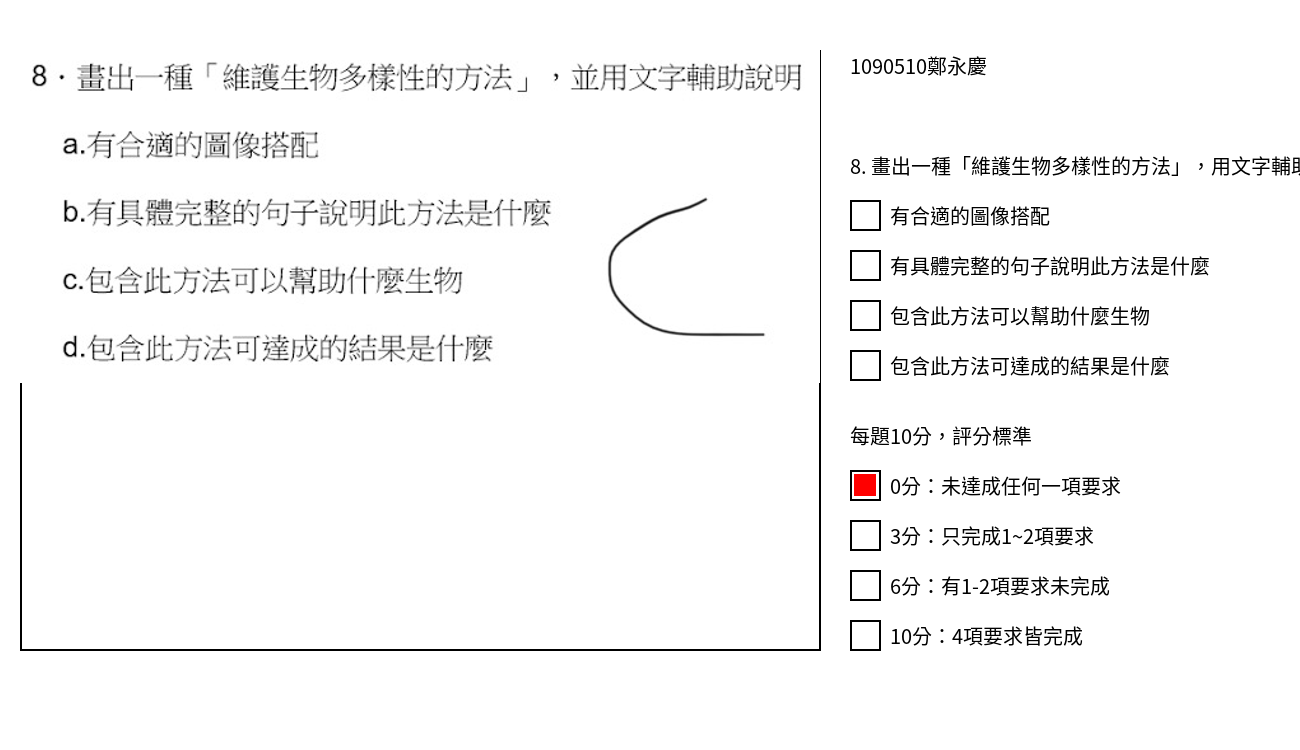 8．畫出一種「維護生物多樣性的方法」，並用文字輔助說明
a.有合適的圖像搭配
b.有具體完整的句子說明此方法是什麼
c.包含此方法可以幫助什麼生物
d.包含此方法可達成的結果是什麼
1090510鄭永慶
8. 畫出一種「維護生物多樣性的方法」，用文字輔助
有合適的圖像搭配
有具體完整的句子說明此方法是什麼
包含此方法可以幫助什麼生物
包含此方法可達成的結果是什麼
每題10分，評分標準
0分：未達成任何一項要求
3分：只完成1~2項要求
6分：有1-2項要求未完成
10分：4項要求皆完成